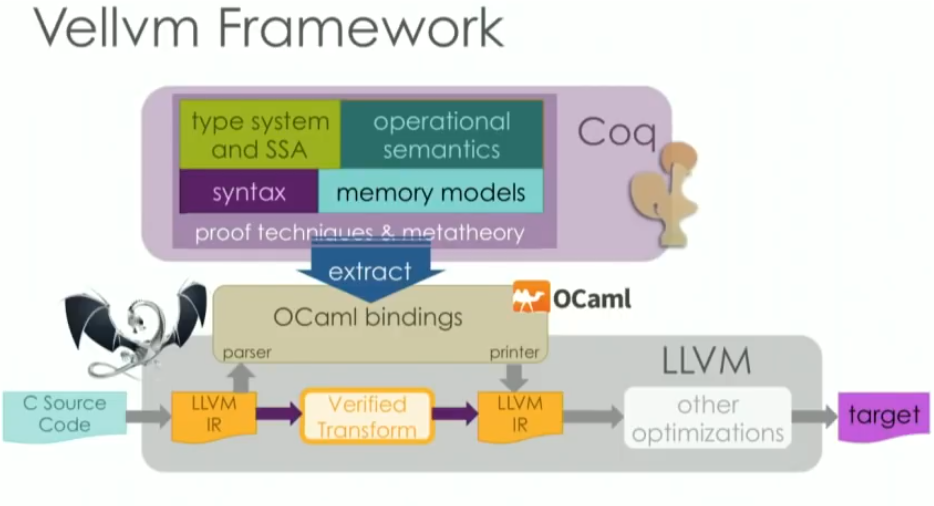 Vellvm Framework
type system
and SSA
operational
semantics
Coq
syntax
memory models
proof techniques & metatheory
extract
OCaml
OCaml bindings
parser
printer
LLVM
C Source
Code
LLVM
IR
Verified
Transform
LLVM
IR
other
optimizations
target